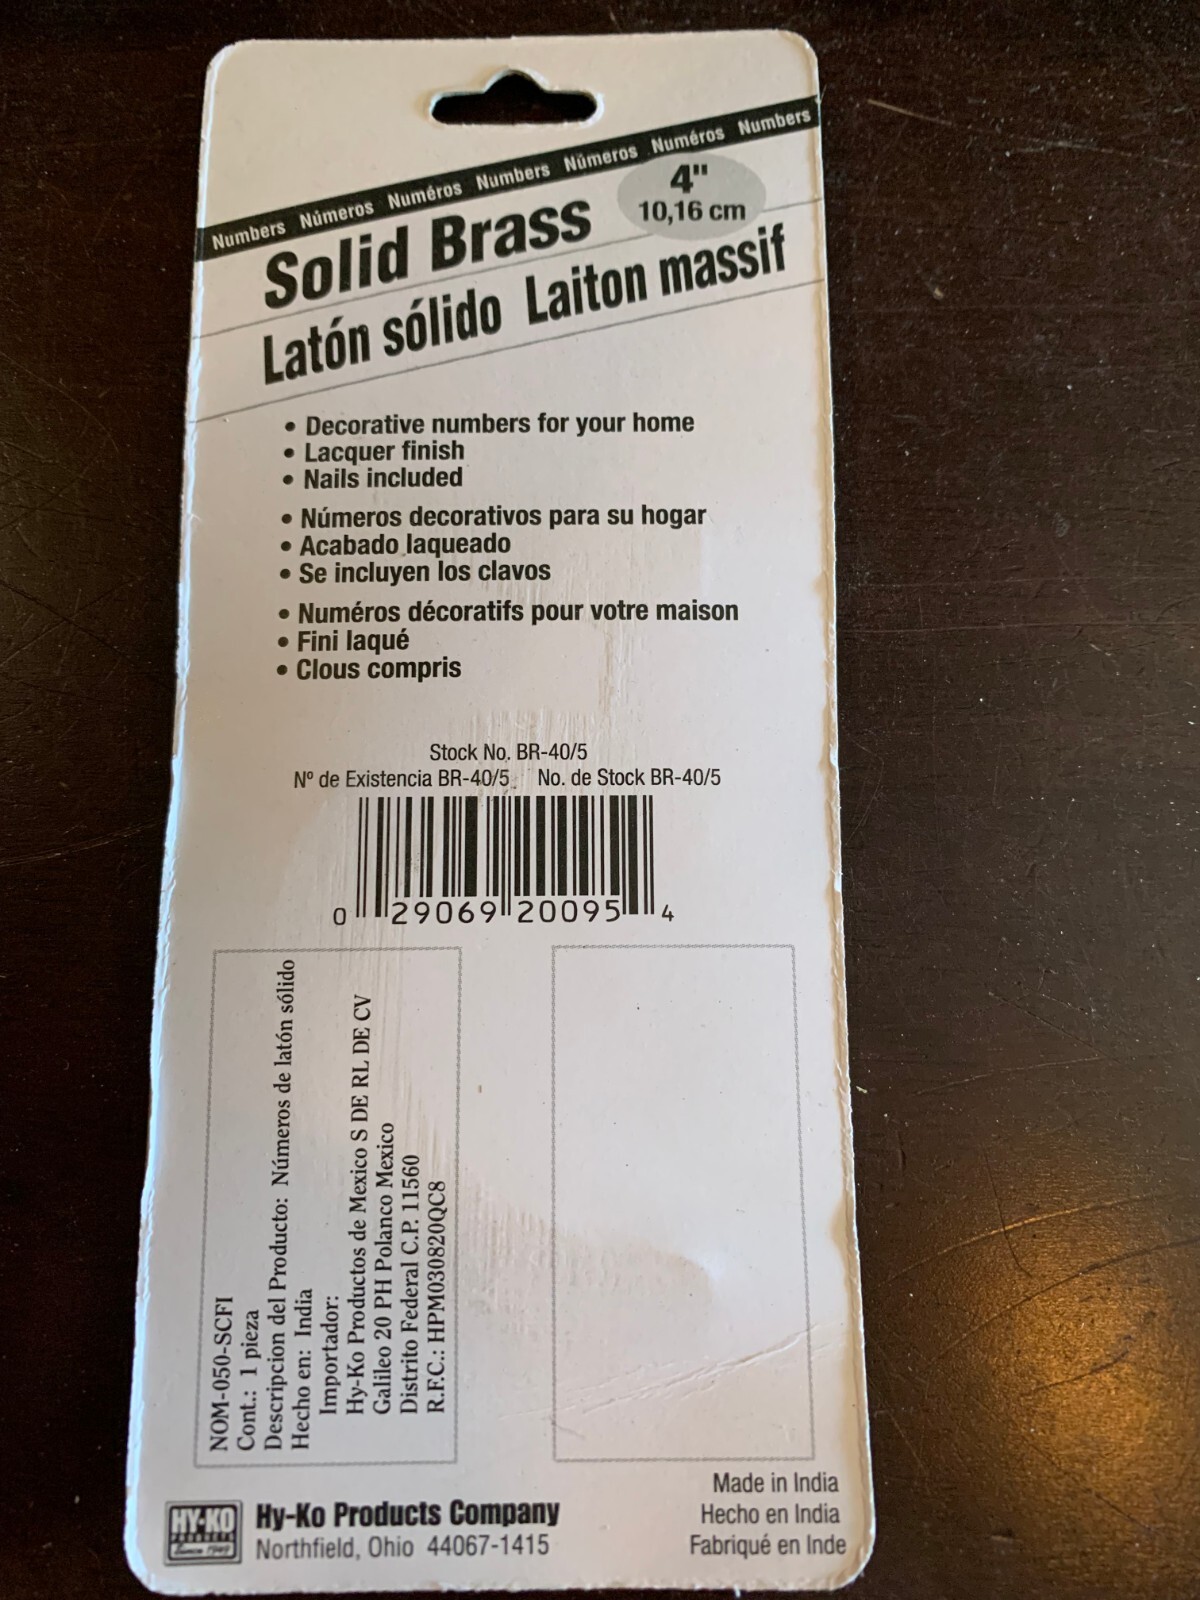 Numbers Números Numéros Numbers Números Numéros Numbers
4"
10,16 cm
Solid Brass
Latón sólido Laiton massif
• Decorative numbers for your home
• Lacquer finish
• Nails included
• Números decorativos para su hogar
• Acabado laqueado
• Se incluyen los clavos
• Numéros décoratifs pour votre maison
• Fini laqué
• Clous compris
Stock No. BR-40/5
Nº de Existencia BR-40/5 No. de Stock BR-40/5
0 29069 20095 4
NOM-050-SCFI
Cont.: 1 pieza
Descripcion del Producto: Números de latón sólido
Hecho en: India
Importador:
Hy-Ko Productos de Mexico S DE RL DE CV
Galileo 20 PH Polanco Mexico
Distrito Federal C.P. 11560
R.F.C.: HPM030820QC8
HY-KO
PRODUCTS
Since 1949
Hy-Ko Products Company
Northfield, Ohio 44067-1415
Made in India
Hecho en India
Fabriqué en Inde